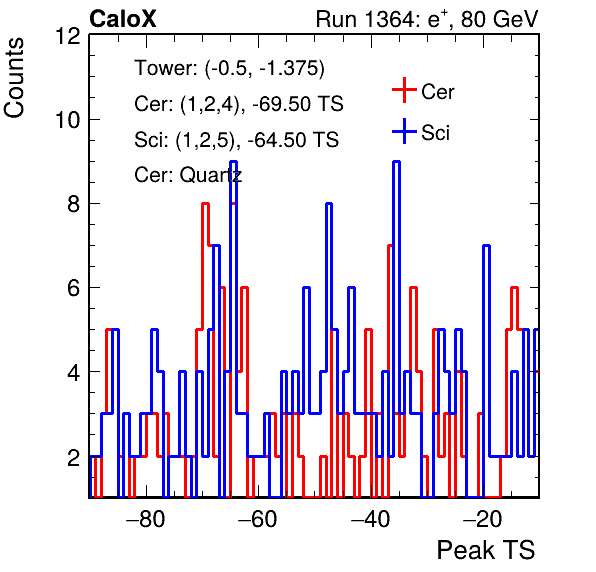 CaloX Run 1364: e+, 80 GeV
Counts
12
10
8
6
4
2
Tower: (-0.5, -1.375)
Cer: (1,2,4), -69.50 TS
Sci: (1,2,5), -64.50 TS
Cer: Quartz
Cer
Sci
−80 −60 −40 −20
Peak TS